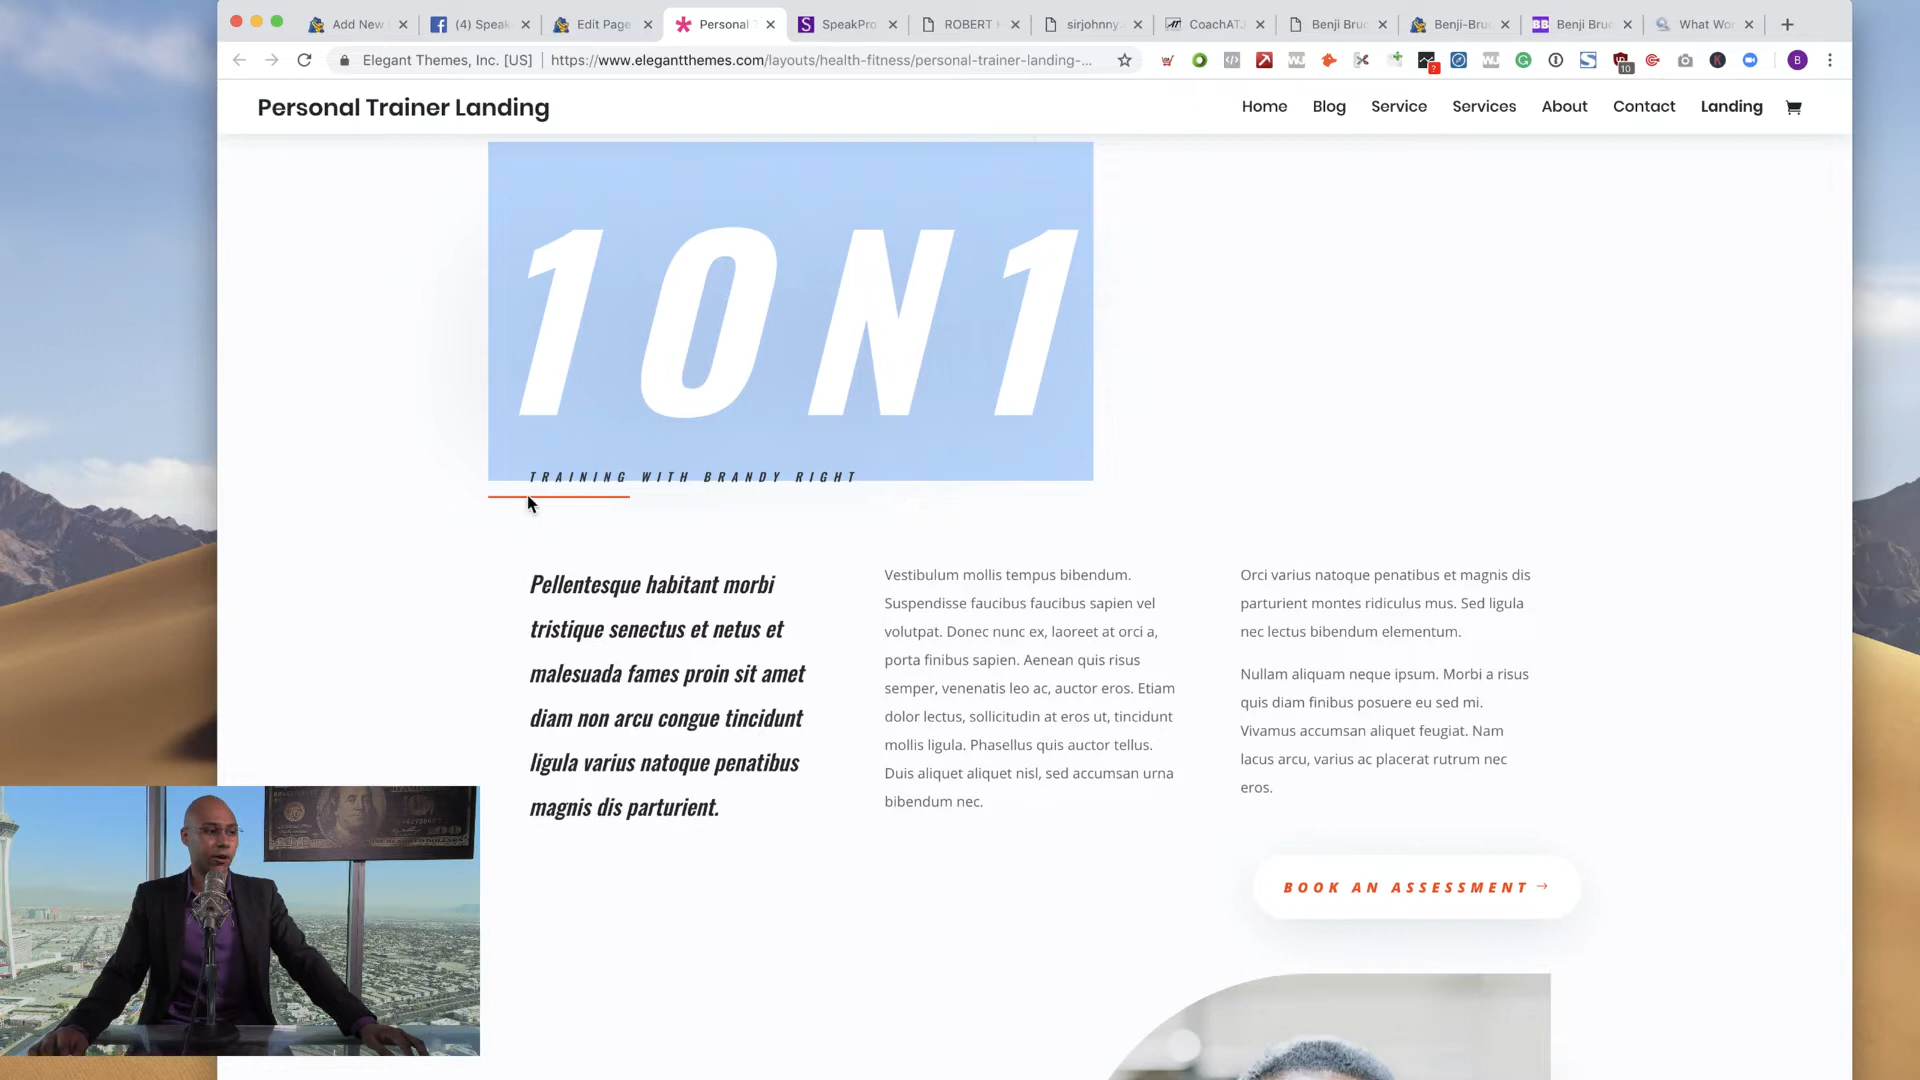 Add New
(4) Speak
Edit Page
Personal T
SpeakPro
ROBERT
sirjohnny
CoachATJ
Benji Bruc
Benji-Bru
Benji Bru
What Wo
Elegant Themes, Inc. [US] | https://www.elegantthemes.com/layouts/health-fitness/personal-trainer-landing-...
Personal Trainer Landing
Home Blog Service Services About Contact Landing
1 ON 1
TRAINING WITH BRANDY RIGHT
Pellentesque habitant morbi
tristique senectus et netus et
malesuada fames proin sit amet
diam non arcu congue tincidunt
ligula varius natoque penatibus
magnis dis parturient.
Vestibulum mollis tempus bibendum.
Suspendisse faucibus faucibus sapien vel
volutpat. Donec nunc ex, laoreet at orci a,
porta finibus sapien. Aenean quis risus
semper, venenatis leo ac, auctor eros. Etiam
dolor lectus, sollicitudin at eros ut, tincidunt
mollis ligula. Phasellus quis auctor tellus.
Duis aliquet aliquet nisl, sed accumsan urna
bibendum nec.
Orci varius natoque penatibus et magnis dis
parturient montes ridiculus mus. Sed ligula
nec lectus bibendum elementum.
Nullam aliquam neque ipsum. Morbi a risus
quis diam finibus posuere eu sed mi.
Vivamus accumsan aliquet feugiat. Nam
lacus arcu, varius ac placerat rutrum nec
eros.
BOOK AN ASSESSMENT →